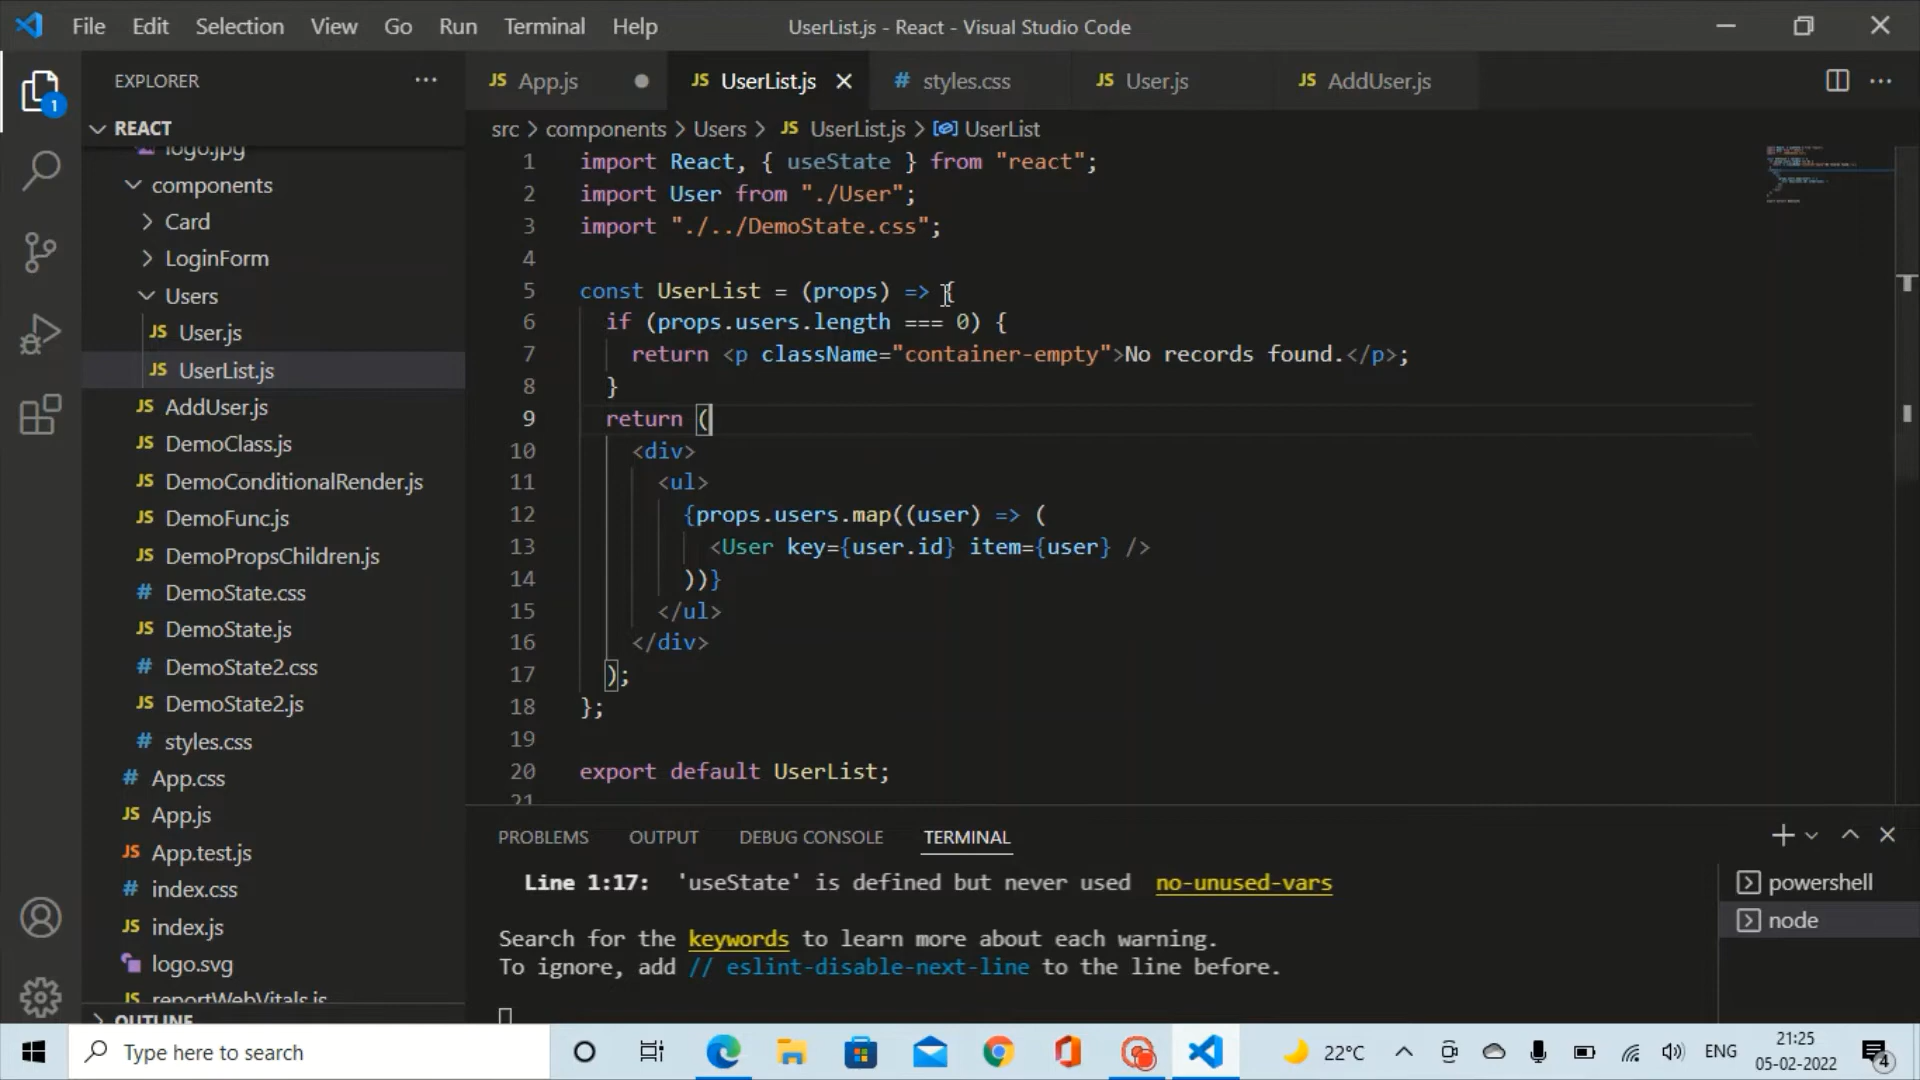 File Edit Selection View Go Run Terminal Help
UserList.js - React - Visual Studio Code
EXPLORER ...
JS App.js
JS UserList.js
# styles.css
JS User.js
JS AddUser.js
src > components > Users > JS UserList.js > UserList
1
REACT
logo.jpg
components
Card
LoginForm
Users
JS User.js
JS UserList.js
JS AddUser.js
JS DemoClass.js
JS DemoConditionalRender.js
JS DemoFunc.js
JS DemoPropsChildren.js
# DemoState.css
JS DemoState.js
# DemoState2.css
JS DemoState2.js
# styles.css
# App.css
JS App.js
JS App.test.js
# index.css
JS index.js
logo.svg
JS reportWebVitals.js
OUTLINE
1 import React, { useState } from "react";
2 import User from "./User";
3 import "./../DemoState.css";
4
5 const UserList = (props) => {
6 if (props.users.length === 0) {
7 return <p className="container-empty">No records found.</p>;
8 }
9 return (
10 <div>
11 <ul>
12 {props.users.map((user) => (
13 <User key={user.id} item={user} />
14 ))}
15 </ul>
16 </div>
17 );
18 };
19
20 export default UserList;
21
PROBLEMS OUTPUT DEBUG CONSOLE TERMINAL
Line 1:17: 'useState' is defined but never used no-unused-vars
Search for the keywords to learn more about each warning.
To ignore, add // eslint-disable-next-line to the line before.
powershell
node
Type here to search
22°C
ENG
21:25
05-02-2022
4